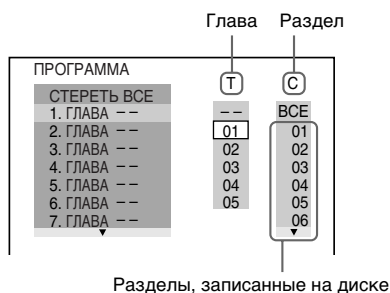 Глава Раздел
ПРОГРАММА
T C
СТЕРЕТЬ ВСЕ -- ВСЕ
1. ГЛАВА --
2. ГЛАВА -- 01 01
3. ГЛАВА -- 02 02
4. ГЛАВА -- 03 03
5. ГЛАВА -- 04 04
6. ГЛАВА -- 05 05
7. ГЛАВА -- 06
Разделы, записанные на диске